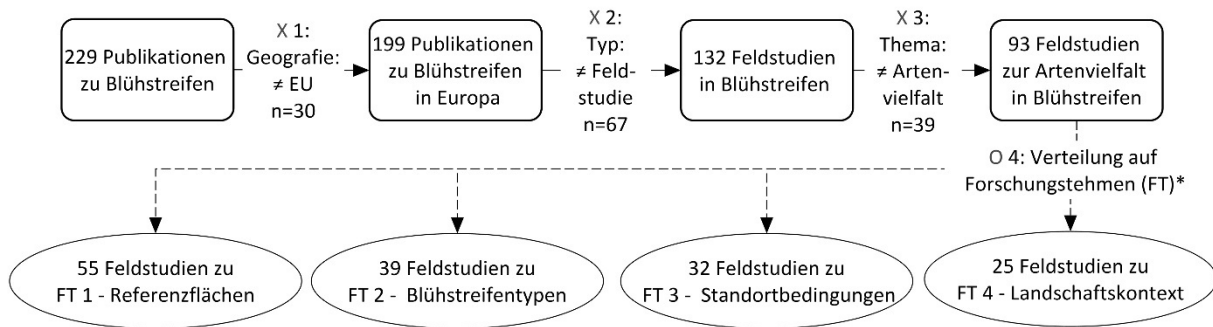 229 Publikationen
zu Blühstreifen
X 1:
Geografie:
≠ EU
n=30
199 Publikationen
zu Blühstreifen
in Europa
X 2:
Typ:
≠ Feld-
studie
n=67
132 Feldstudien
in Blühstreifen
X 3:
Thema:
≠ Arten-
vielfalt
n=39
93 Feldstudien
zur Artenvielfalt
in Blühstreifen
O 4: Verteilung auf
Forschungstehmen (FT)*
55 Feldstudien zu
FT 1 - Referenzflächen
39 Feldstudien zu
FT 2 - Blühstreifentypen
32 Feldstudien zu
FT 3 - Standortbedingungen
25 Feldstudien zu
FT 4 - Landschaftskontext